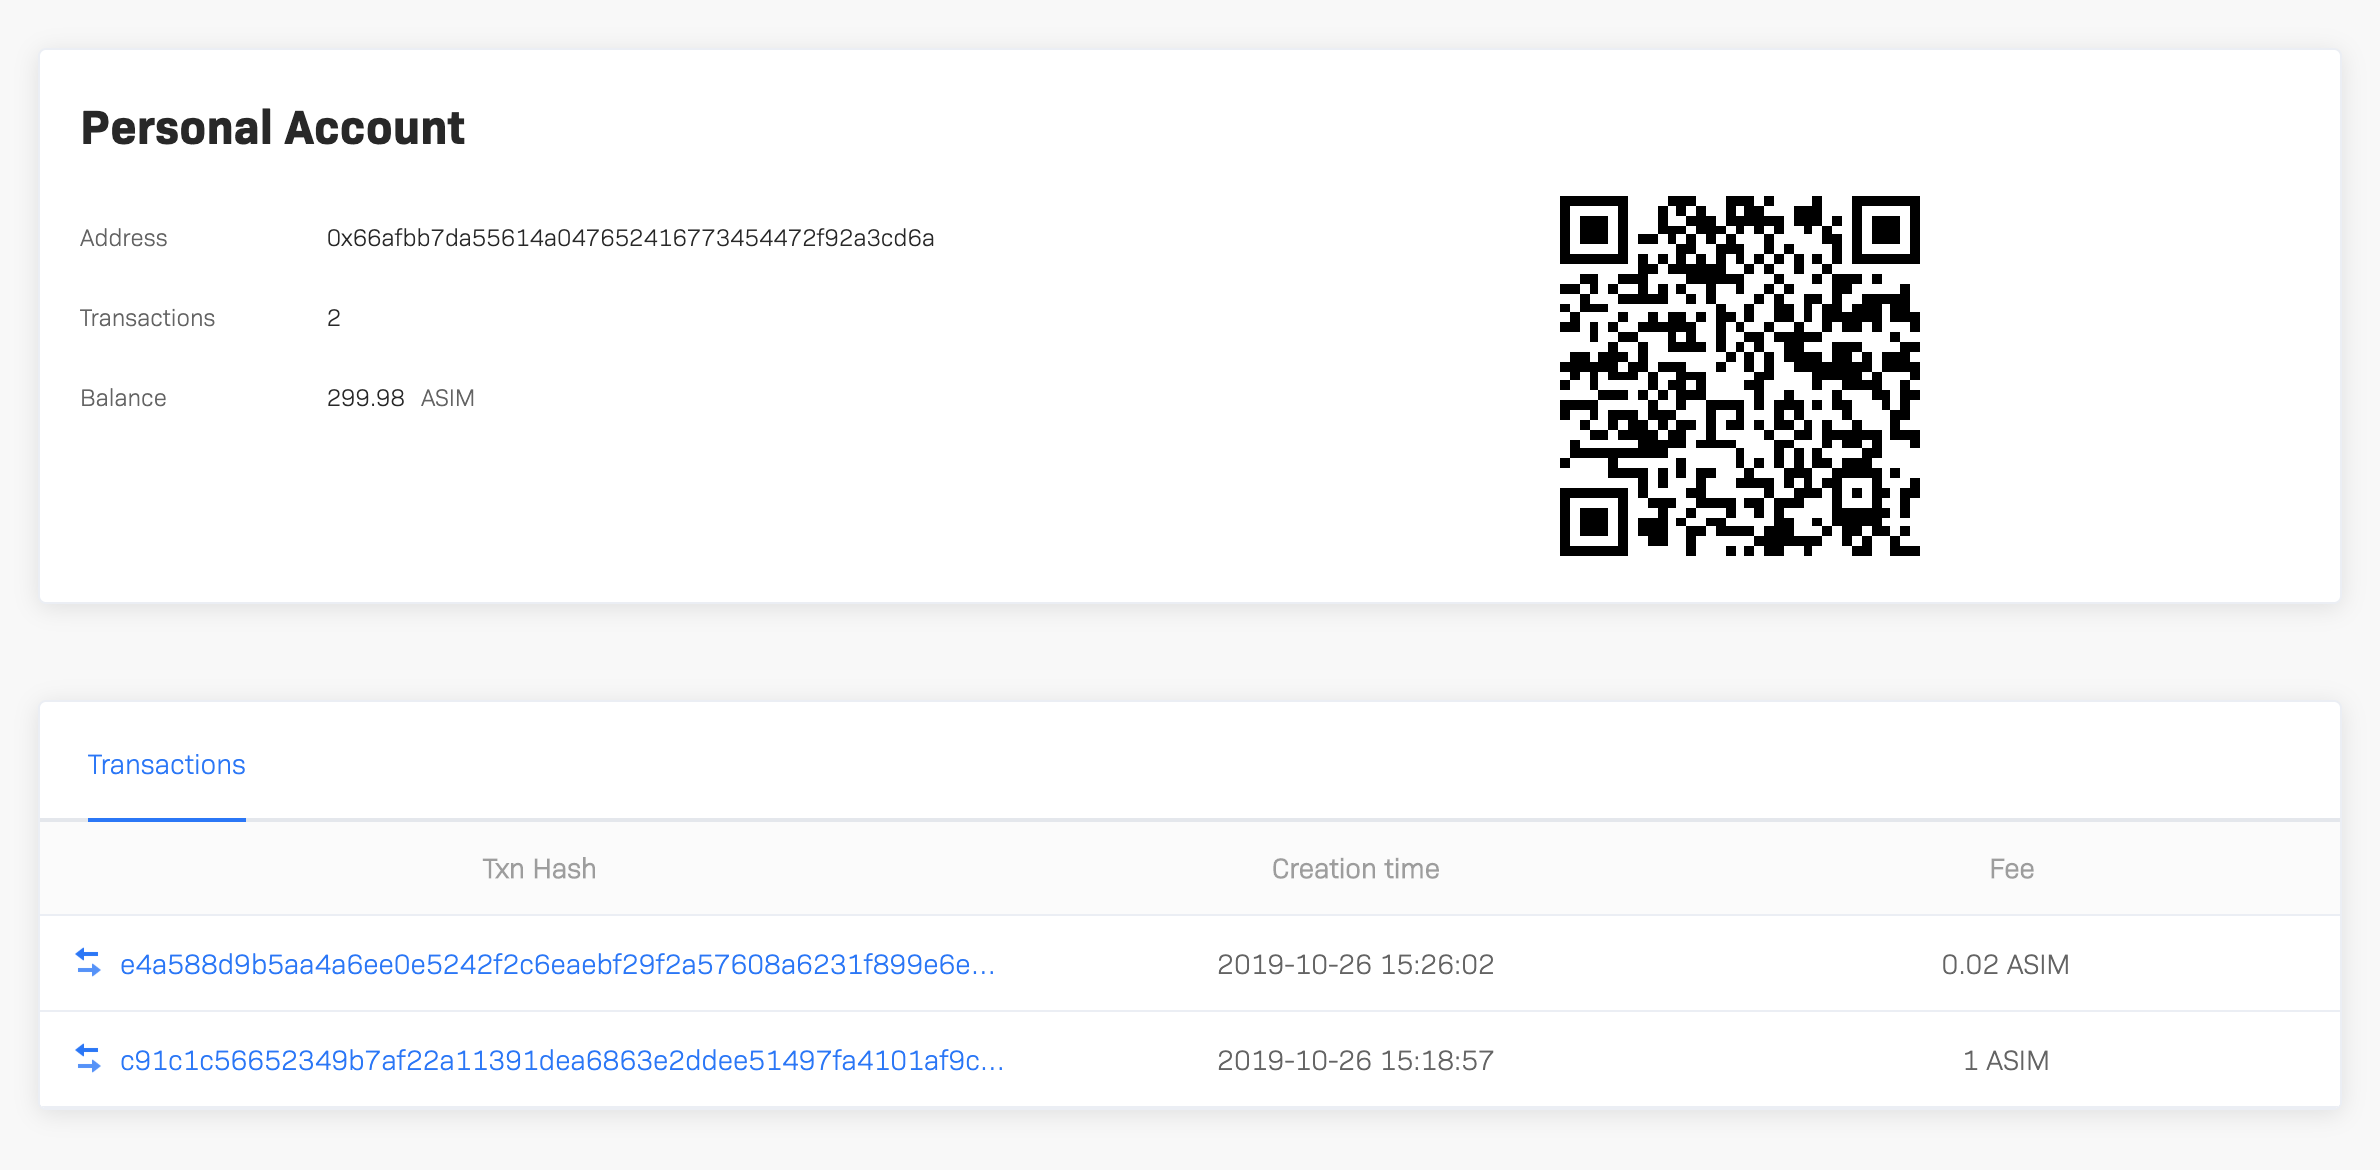 Personal Account
Address 0x66afbb7da55614a047652416773454472f92a3cd6a
Transactions 2
Balance 299.98 ASIM
Transactions
Txn Hash Creation time Fee
e4a588d9b5aa4a6ee0e5242f2c6eaebf29f2a57608a6231f899e6e... 2019-10-26 15:26:02 0.02 ASIM
c91c1c56652349b7af22a11391dea6863e2ddee51497fa4101af9c... 2019-10-26 15:18:57 1 ASIM